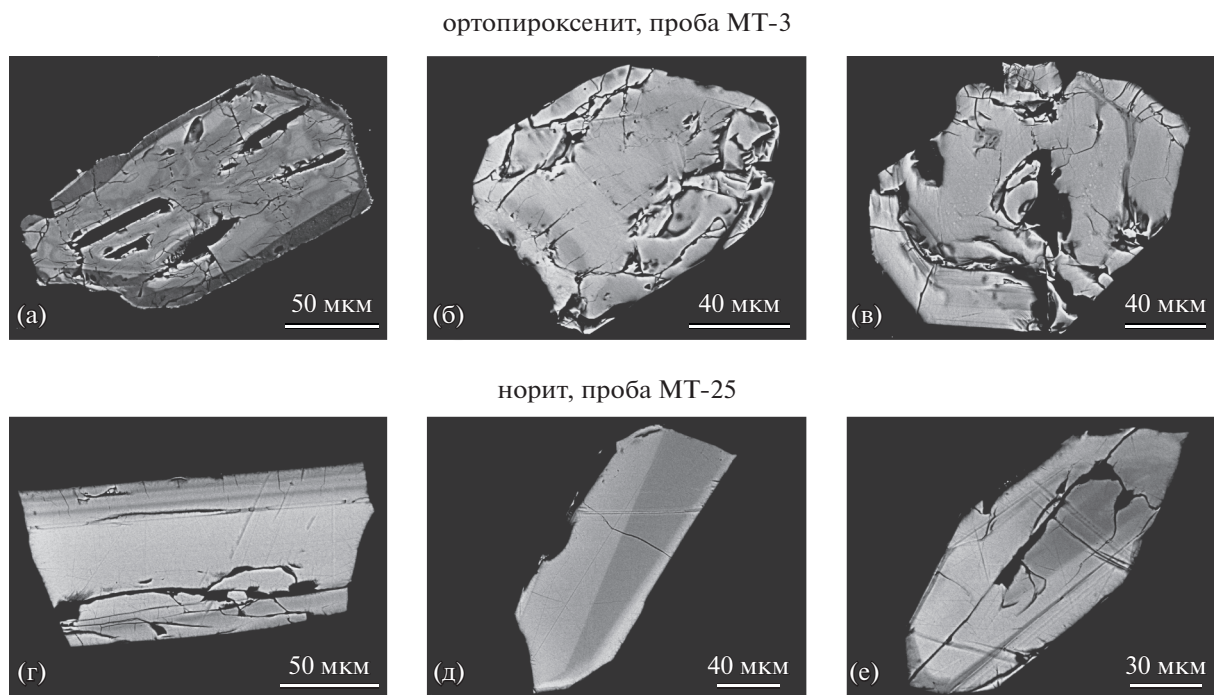 ортопироксенит, проба МТ-3
(а) 50 мкм
(б) 40 мкм
(в) 40 мкм
норит, проба МТ-25
(г) 50 мкм
(д) 40 мкм
(е) 30 мкм